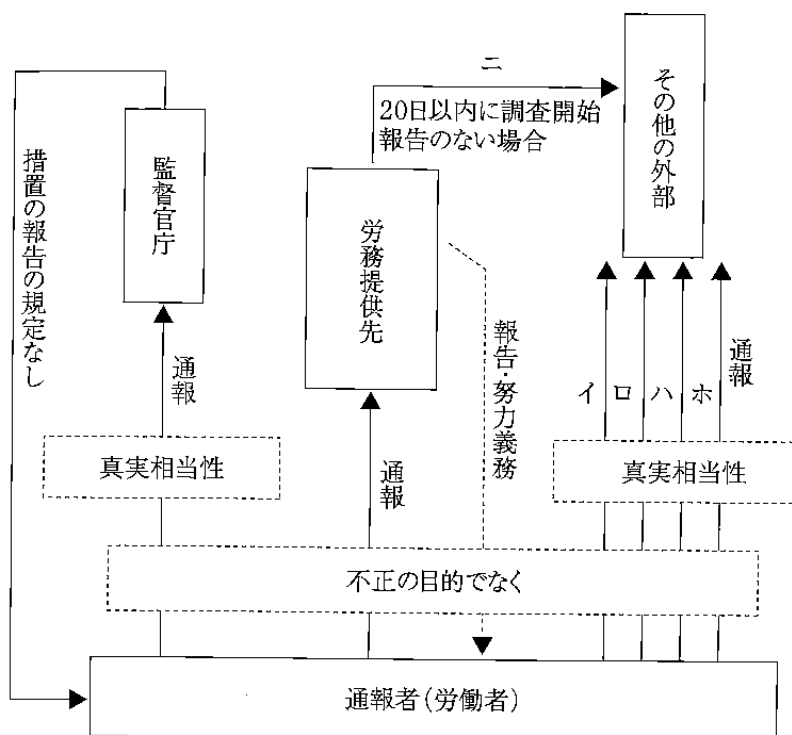 ニ
20日以内に調査開始
報告のない場合
その他の外部
監督官庁
労務提供先
措置の報告の規定なし
通報
通報
報告・努力義務
イ
ロ
ハ
ホ
通報
真実相当性
真実相当性
不正の目的でなく
通報者(労働者)